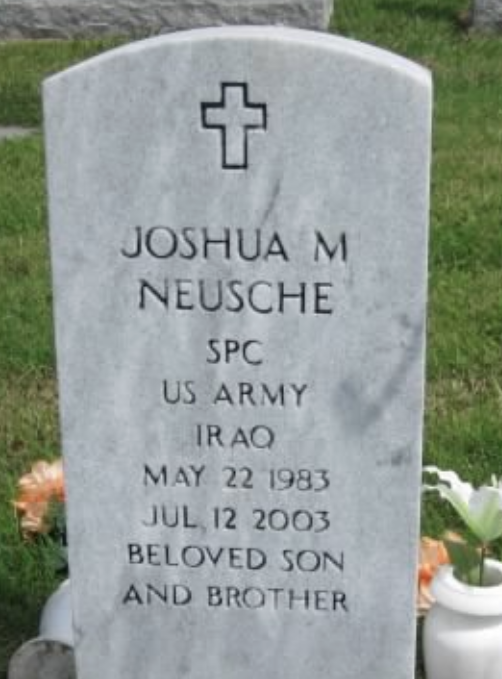 JOSHUA M
NEUSCHE
SPC
US ARMY
IRAQ
MAY 22 1983
JUL 12 2003
BELOVED SON
AND BROTHER